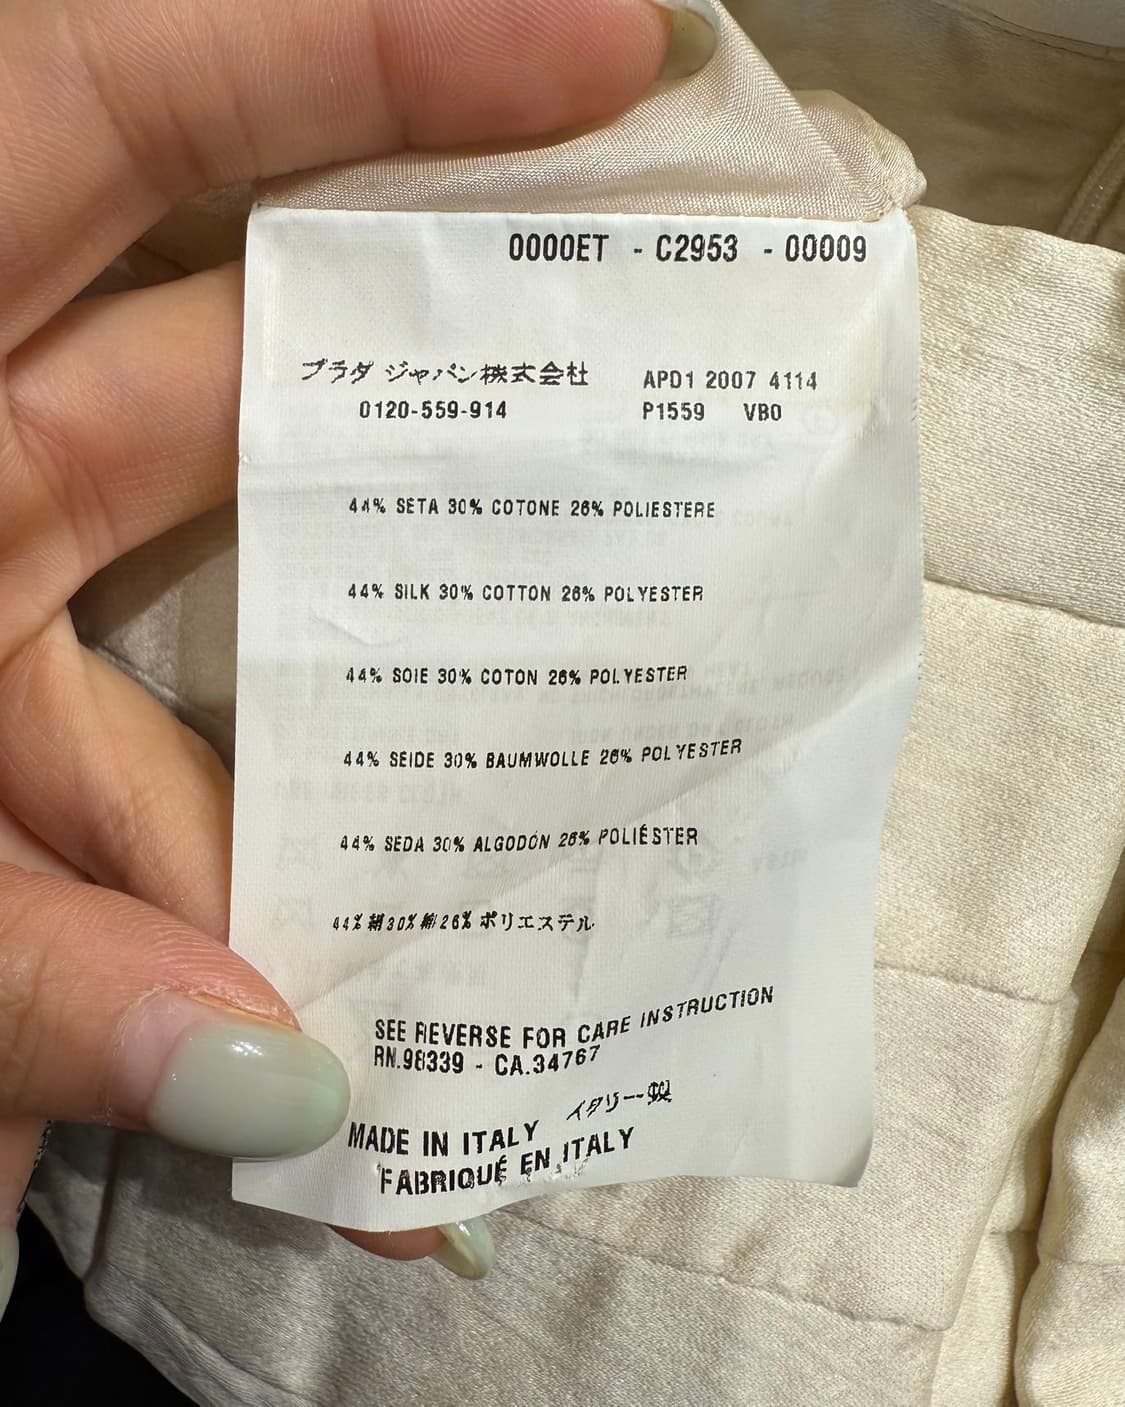 0000ET - C2953 - 00009
プラダ ジャパン株式会社
0120-559-914
APD1 2007 4114
P1559 VBO
44% SETA 30% COTONE 26% POLIESTERE
44% SILK 30% COTTON 26% POLYESTER
44% SOIE 30% COTON 26% POLYESTER
44% SEIDE 30% BAUMWOLLE 26% POLYESTER
44% SEDA 30% ALGODÓN 26% POLIÉSTER
44%絹30%綿26%ポリエステル
SEE REVERSE FOR CARE INSTRUCTION
RN.98339 - CA.34767
イタリー製
MADE IN ITALY
FABRIQUÉ EN ITALY